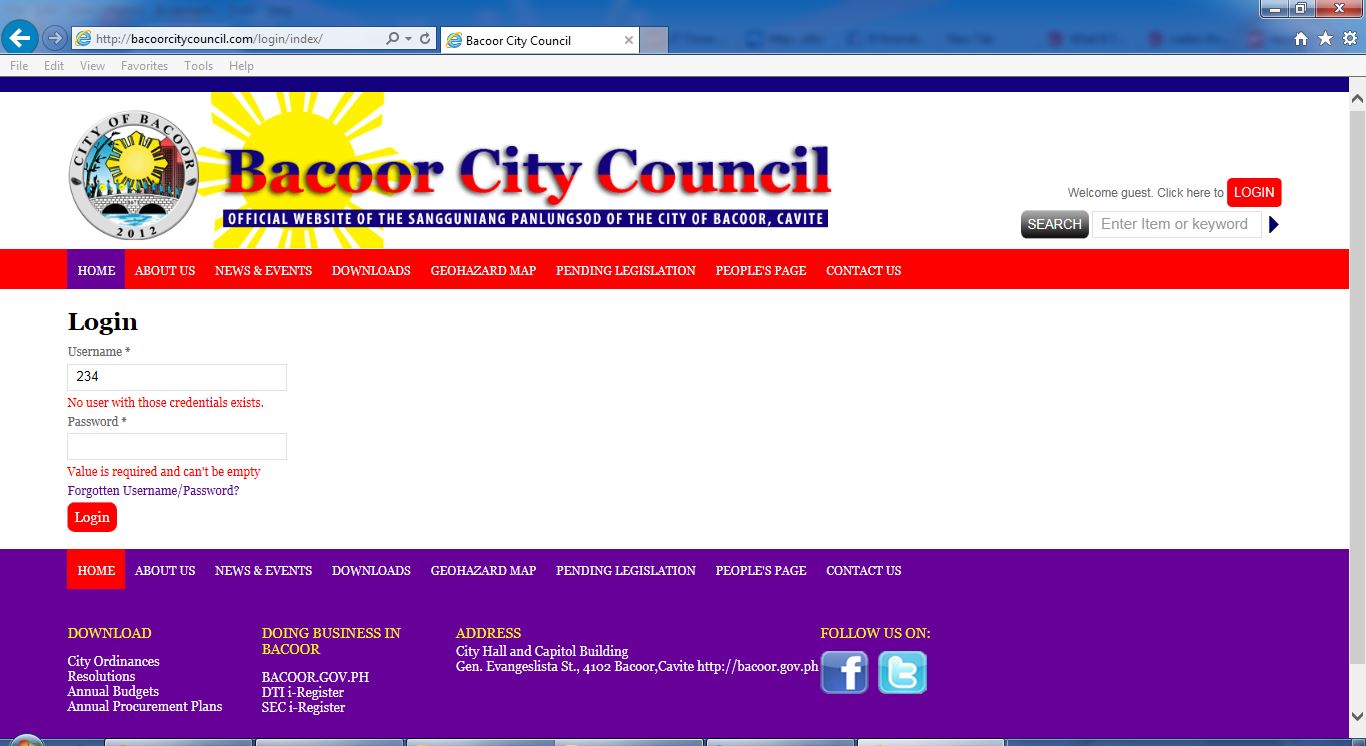 http://bacoorcitycouncil.com/login/index/
Bacoor City Council
File Edit View Favorites Tools Help
CITY OF BACOOR
2012
Bacoor City Council
OFFICIAL WEBSITE OF THE SANGGUNIANG PANLUNGSOD OF THE CITY OF BACOOR, CAVITE
Welcome guest. Click here to LOGIN
SEARCH Enter Item or keyword
HOME ABOUT US NEWS & EVENTS DOWNLOADS GEOHAZARD MAP PENDING LEGISLATION PEOPLE'S PAGE CONTACT US
Login
Username *
234
No user with those credentials exists.
Password *
Value is required and can't be empty
Forgotten Username/Password?
Login
HOME ABOUT US NEWS & EVENTS DOWNLOADS GEOHAZARD MAP PENDING LEGISLATION PEOPLE'S PAGE CONTACT US
DOWNLOAD
City Ordinances
Resolutions
Annual Budgets
Annual Procurement Plans
DOING BUSINESS IN
BACOOR
BACOOR.GOV.PH
DTI i-Register
SEC i-Register
ADDRESS
City Hall and Capitol Building
Gen. Evangeslista St., 4102 Bacoor,Cavite http://bacoor.gov.ph
FOLLOW US ON: